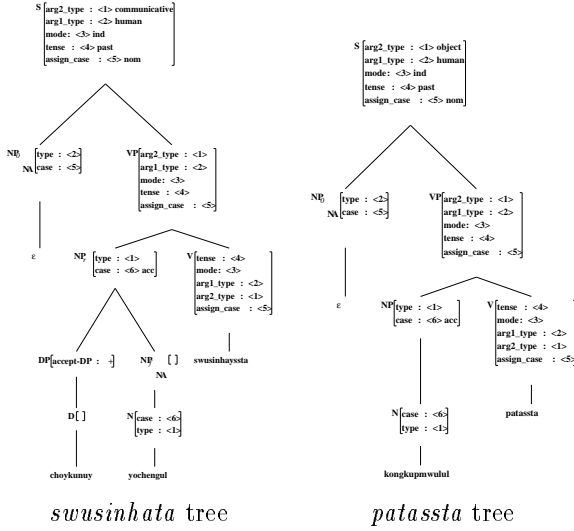 S [arg2_type : <1> communicative
arg1_type : <2> human
mode: <3> ind
tense : <4> past
assign_case : <5> nom]
NP0 NA [type : <2>
case : <5>]
VP [arg2_type : <1>
arg1_type : <2>
mode: <3>
tense : <4>
assign_case : <5>]
ε
NP [type : <1>
case : <6> acc]
V [tense : <4>
mode: <3>
arg1_type : <2>
arg2_type : <1>
assign_case : <5>]
DP [accept-DP : +]
NP [ ]
NA
swusinhayssta
D [ ]
N [case : <6>
type : <1>]
choykunuy
yochengul
swusinhata tree
S [arg2_type : <1> object
arg1_type : <2> human
mode: <3> ind
tense : <4> past
assign_case : <5> nom]
NP0 NA [type : <2>
case : <5>]
VP [arg2_type : <1>
arg1_type : <2>
mode: <3>
tense : <4>
assign_case : <5>]
ε
NP [type : <1>
case : <6> acc]
V [tense : <4>
mode: <3>
arg1_type : <2>
arg2_type : <1>
assign_case : <5>]
N [case : <6>
type : <1>]
patassta
kongkupmwulul
patassta tree